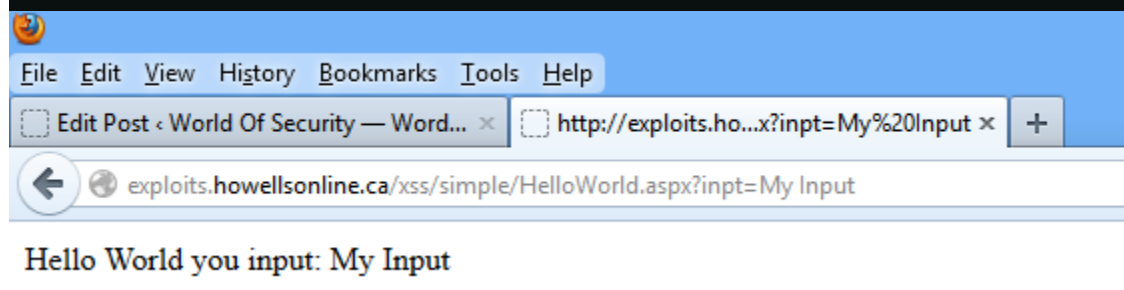 File Edit View History Bookmarks Tools Help
Edit Post ‹ World Of Security — Word... ×
http://exploits.ho...x?inpt=My%20Input × +
exploits.howellsonline.ca/xss/simple/HelloWorld.aspx?inpt=My Input
Hello World you input: My Input